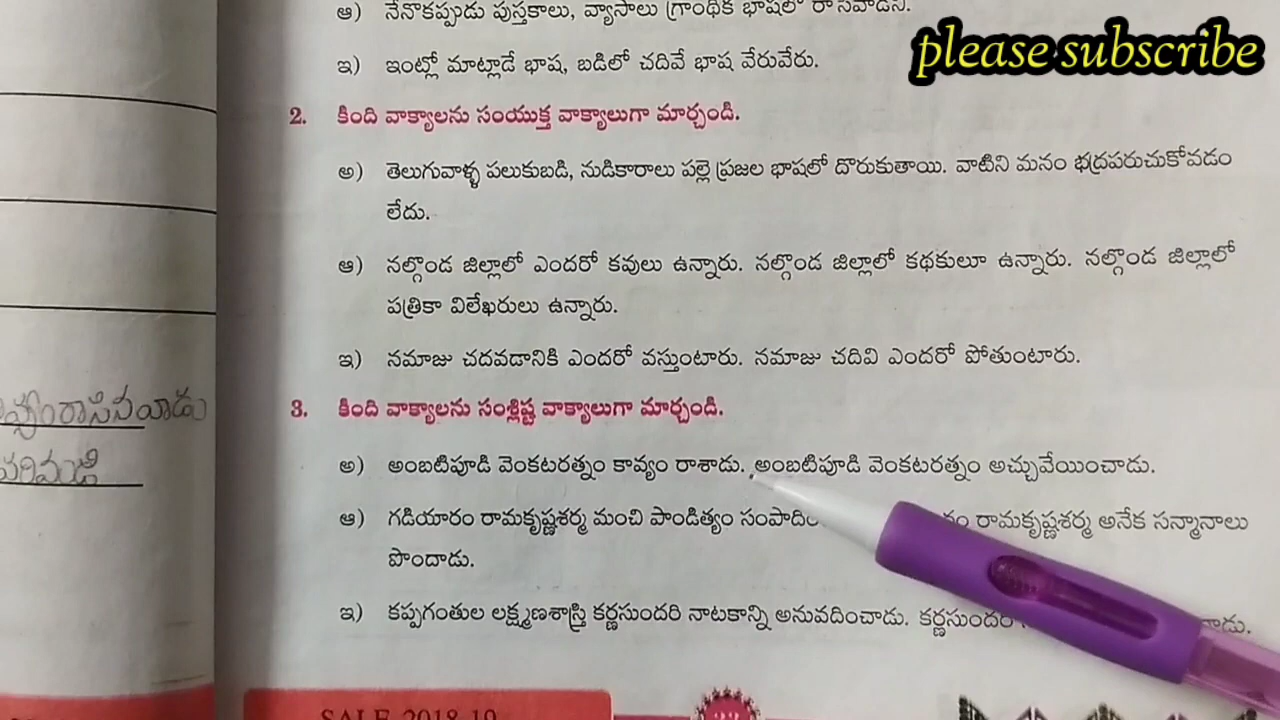 ఆ) నేనొకప్పుడు పుస్తకాలు, వ్యాసాలు గ్రాంథిక భాషలో రాసేవాడిని.
please subscribe
ఇ) ఇంట్లో మాట్లాడే భాష, బడిలో చదివే భాష వేరువేరు.
2. కింది వాక్యాలను సంయుక్త వాక్యాలుగా మార్చండి.
అ) తెలుగువాళ్ళ పలుకుబడి, నుడికారాలు పల్లె ప్రజల భాషలో దొరుకుతాయి. వాటిని మనం భద్రపరుచుకోవడం
లేదు.
ఆ) నల్గొండ జిల్లాలో ఎందరో కవులు ఉన్నారు. నల్గొండ జిల్లాలో కథకులూ ఉన్నారు. నల్గొండ జిల్లాలో
పత్రికా విలేఖరులు ఉన్నారు.
ఇ) నమాజు చదవడానికి ఎందరో వస్తుంటారు. నమాజు చదివి ఎందరో పోతుంటారు.
3. కింది వాక్యాలను సంశ్లిష్ట వాక్యాలుగా మార్చండి.
అ) అంబటిపూడి వెంకటరత్నం కావ్యం రాశాడు. అంబటిపూడి వెంకటరత్నం అచ్చువేయించాడు.
ఆ) గడియారం రామకృష్ణశర్మ మంచి పాండిత్యం రామకృష్ణశర్మ అనేక సన్మానాలు
పొందాడు.
ఇ) కప్పగంతుల లక్ష్మణశాస్త్రి కర్ణసుందరి నాటకాన్ని అనువదించాడు. కర్ణసుందరి
22